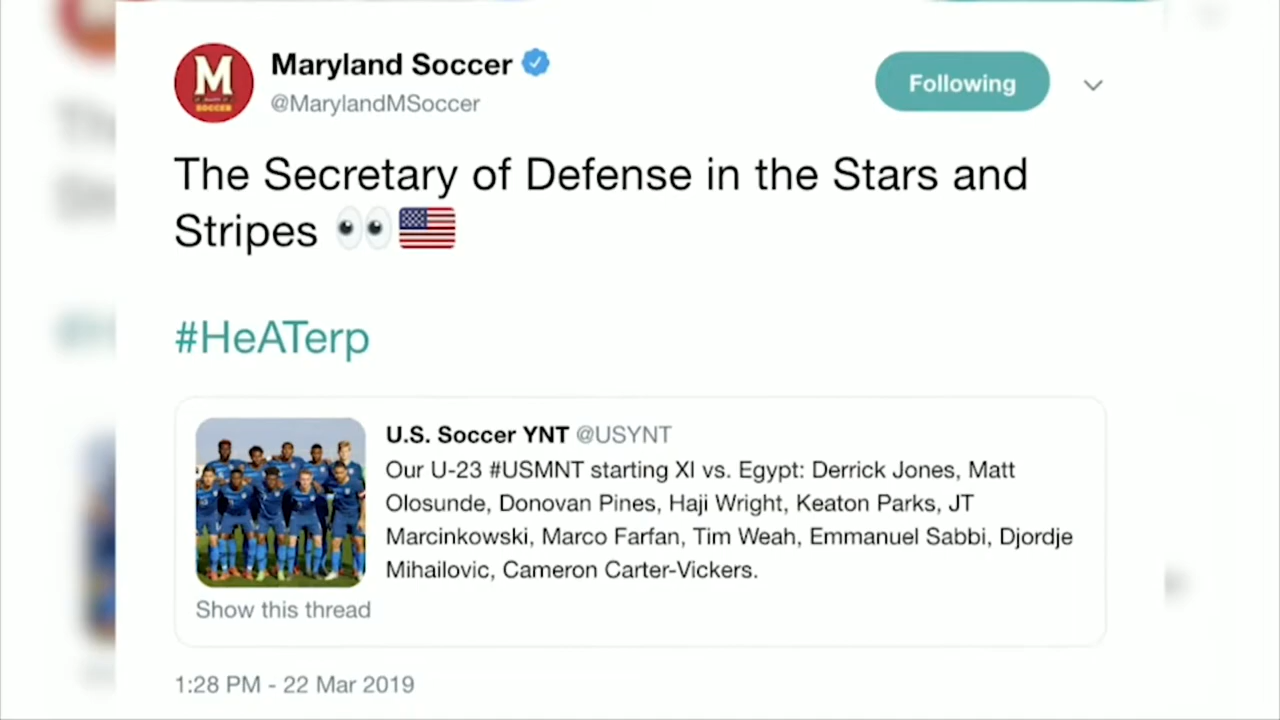 M
SOCCER
Maryland Soccer
@MarylandMSoccer
Following
The Secretary of Defense in the Stars and
Stripes 👀🇺🇸
#HeATerp
U.S. Soccer YNT @USYNT
Our U-23 #USMNT starting XI vs. Egypt: Derrick Jones, Matt
Olosunde, Donovan Pines, Haji Wright, Keaton Parks, JT
Marcinkowski, Marco Farfan, Tim Weah, Emmanuel Sabbi, Djordje
Mihailovic, Cameron Carter-Vickers.
Show this thread
1:28 PM - 22 Mar 2019